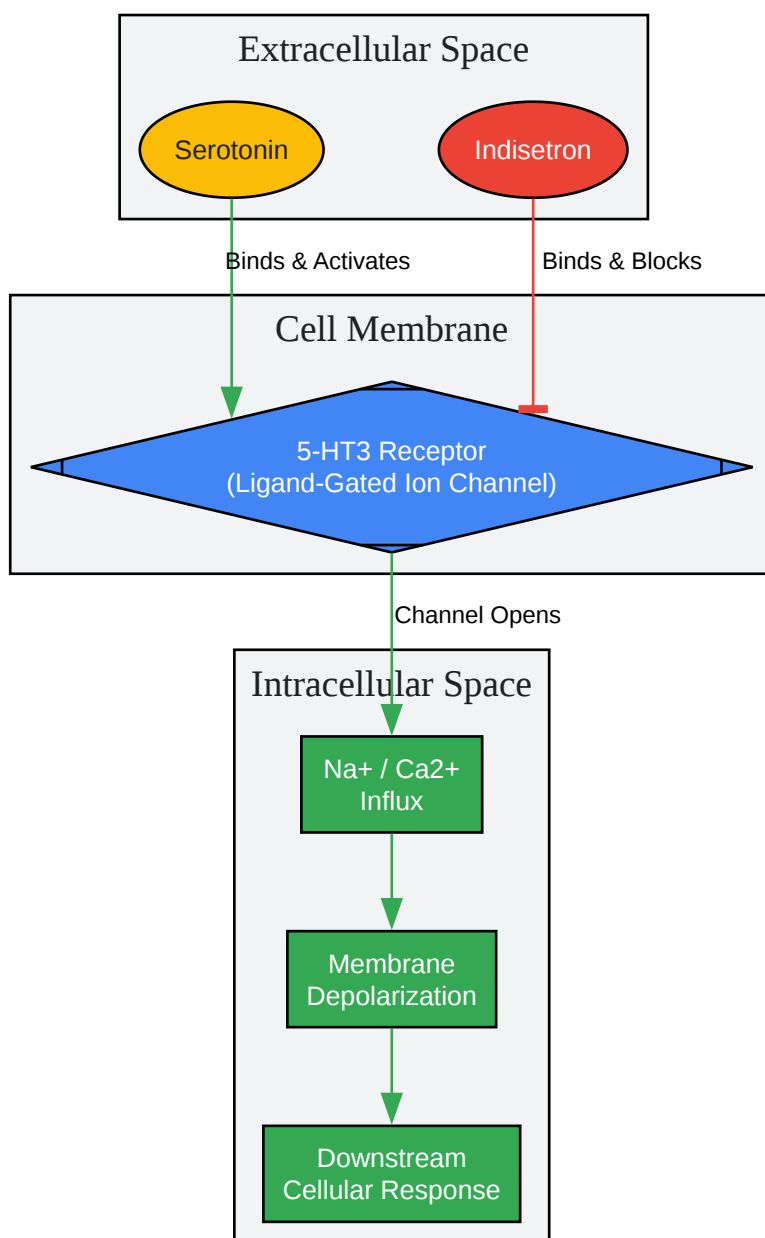 Extracellular Space
Serotonin
Indisetron
Binds & Activates
Binds & Blocks
Cell Membrane
5-HT3 Receptor
(Ligand-Gated Ion Channel)
Channel Opens
Intracellular Space
Na+ / Ca2+
Influx
Membrane
Depolarization
Downstream
Cellular Response